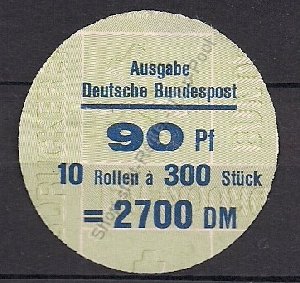 Ausgabe
Deutsche Bundespost
90 Pf
10 Rollen à 300 Stück
= 2700 DM